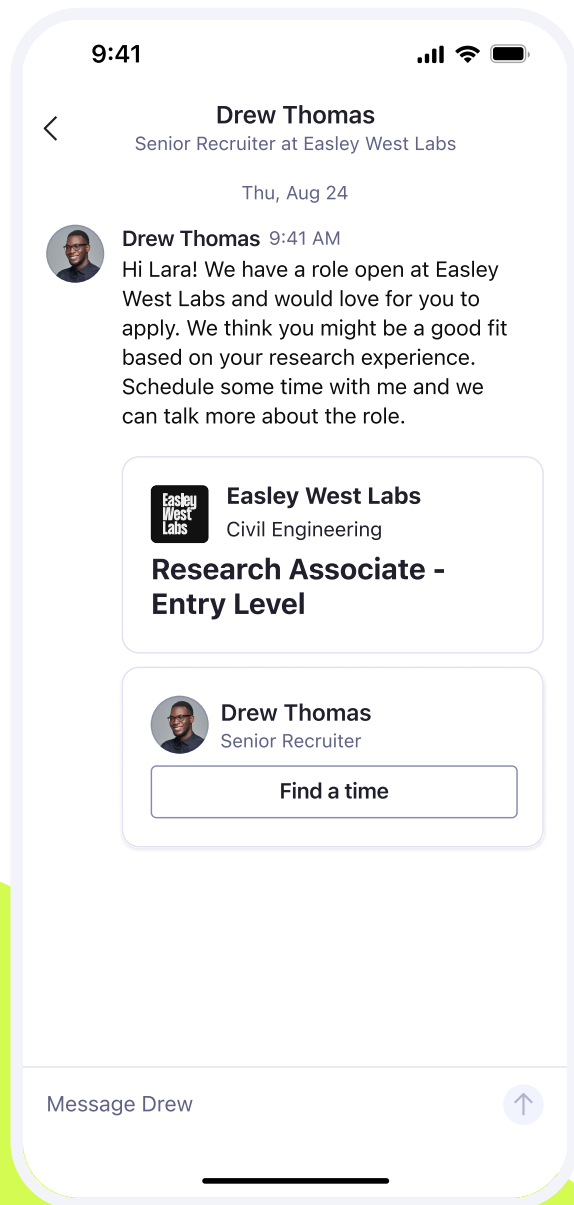 9:41
Drew Thomas
Senior Recruiter at Easley West Labs
Thu, Aug 24
Drew Thomas 9:41 AM
Hi Lara! We have a role open at Easley
West Labs and would love for you to
apply. We think you might be a good fit
based on your research experience.
Schedule some time with me and we
can talk more about the role.
Easley
West
Labs
Easley West Labs
Civil Engineering
Research Associate -
Entry Level
Drew Thomas
Senior Recruiter
Find a time
Message Drew